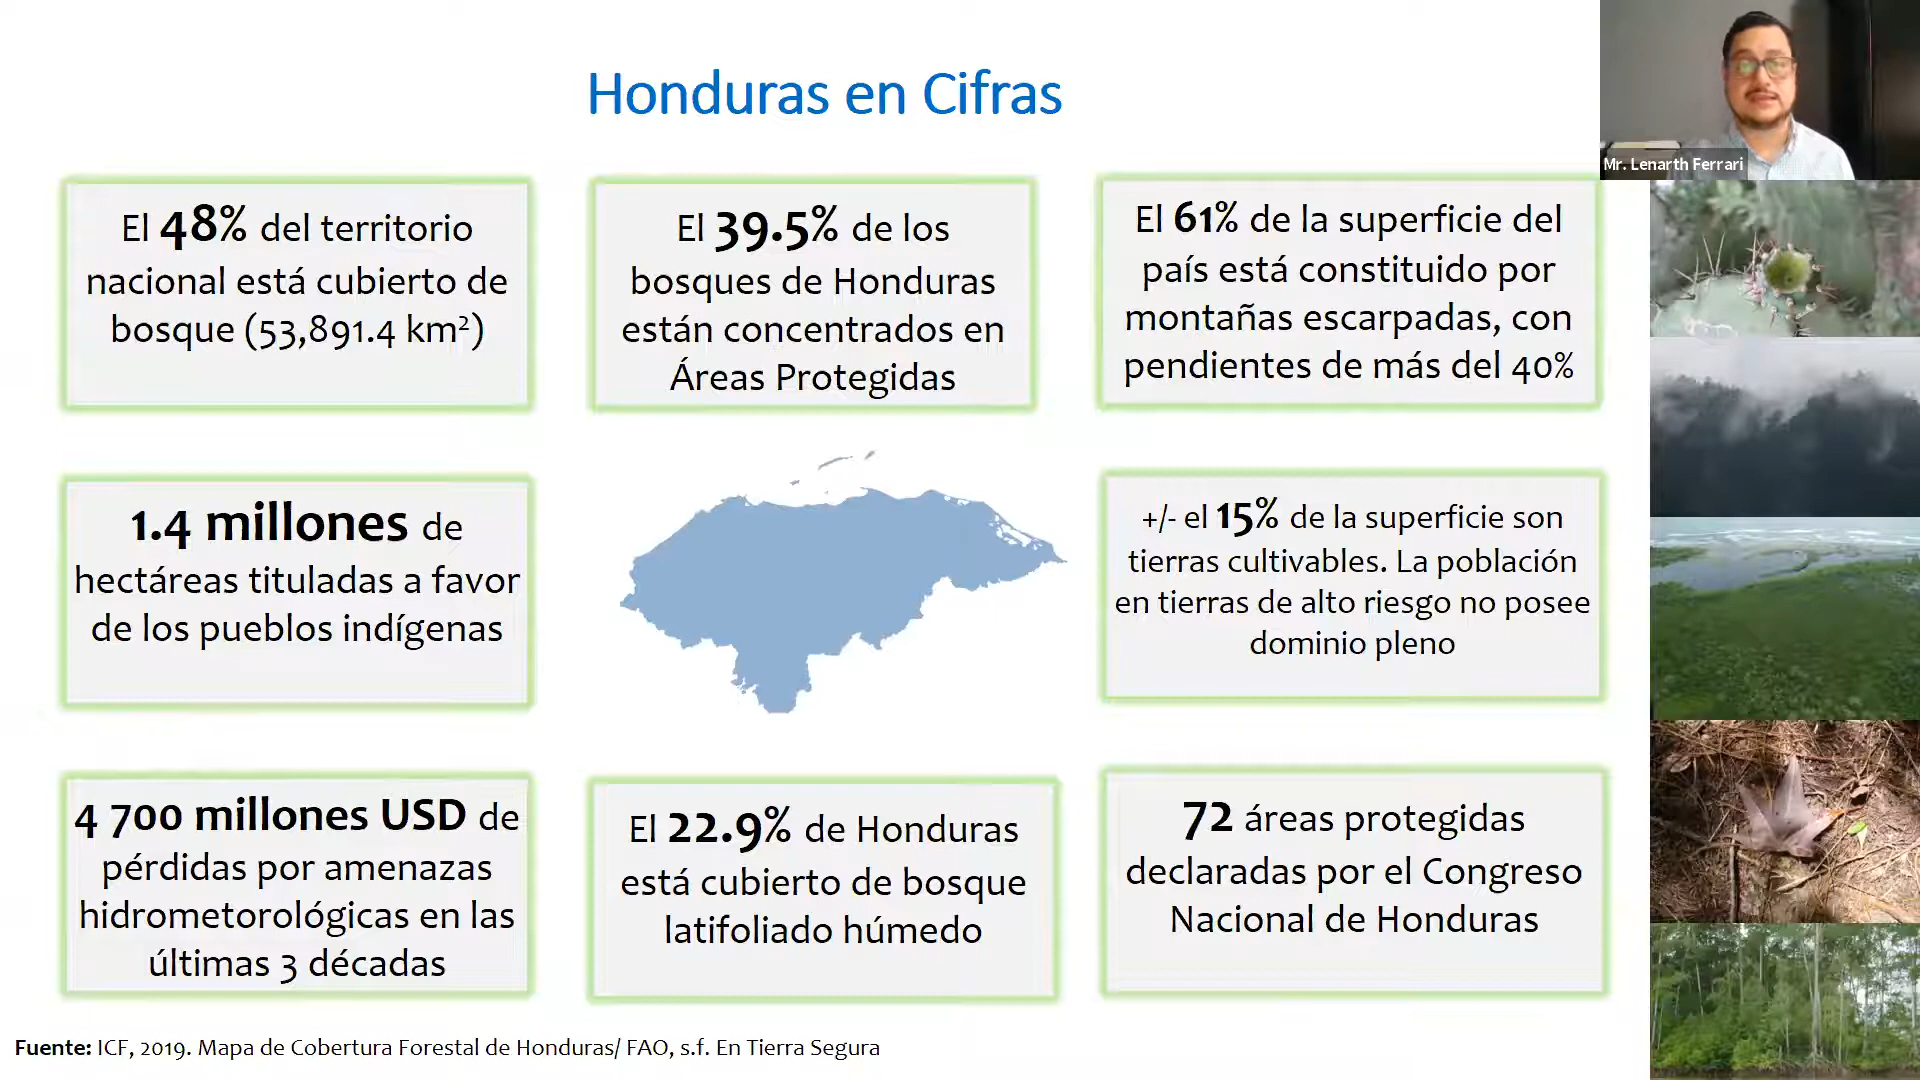 Honduras en Cifras
Mr. Lenarth Ferrari
El 48% del territorio
nacional está cubierto de
bosque (53,891.4 km²)
El 39.5% de los
bosques de Honduras
están concentrados en
Áreas Protegidas
El 61% de la superficie del
país está constituido por
montañas escarpadas, con
pendientes de más del 40%
1.4 millones de
hectáreas tituladas a favor
de los pueblos indígenas
+/- el 15% de la superficie son
tierras cultivables. La población
en tierras de alto riesgo no posee
dominio pleno
4 700 millones USD de
pérdidas por amenazas
hidrometorológicas en las
últimas 3 décadas
El 22.9% de Honduras
está cubierto de bosque
latifoliado húmedo
72 áreas protegidas
declaradas por el Congreso
Nacional de Honduras
Fuente: ICF, 2019. Mapa de Cobertura Forestal de Honduras/ FAO, s.f. En Tierra Segura